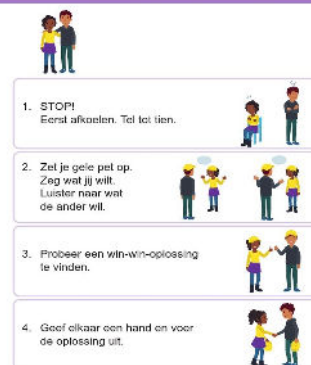 1. STOP!
Eerst afkoelen. Tel tot tien.
2. Zet je gele pet op.
Zeg wat jij wilt.
Luister naar wat
de ander wil.
3. Probeer een win-win-oplossing
te vinden.
4. Geef elkaar een hand en voer
de oplossing uit.